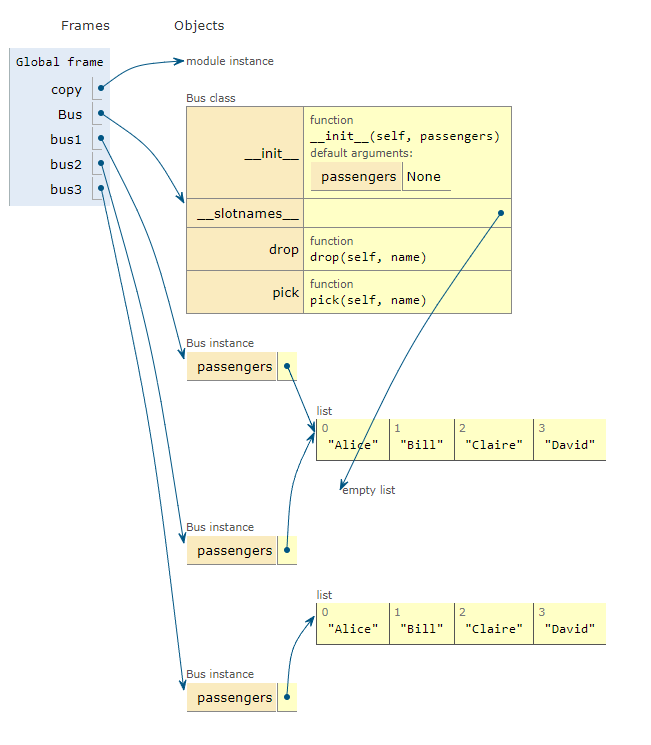 Frames Objects
Global frame
copy
module instance
Bus
bus1
bus2
bus3
Bus class
__init__
function
__init__(self, passengers)
default arguments:
passengers None
__slotnames__
drop
function
drop(self, name)
pick
function
pick(self, name)
Bus instance
passengers
list
0 1 2 3
"Alice" "Bill" "Claire" "David"
empty list
Bus instance
passengers
list
0 1 2 3
"Alice" "Bill" "Claire" "David"
Bus instance
passengers